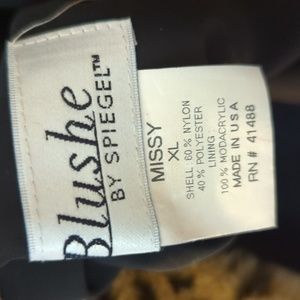 Blushe
BY SPIEGEL™
MISSY
XL
SHELL 60% NYLON
40% POLYESTER
LINING
100% MODACRYLIC
MADE IN USA
RN # 41488